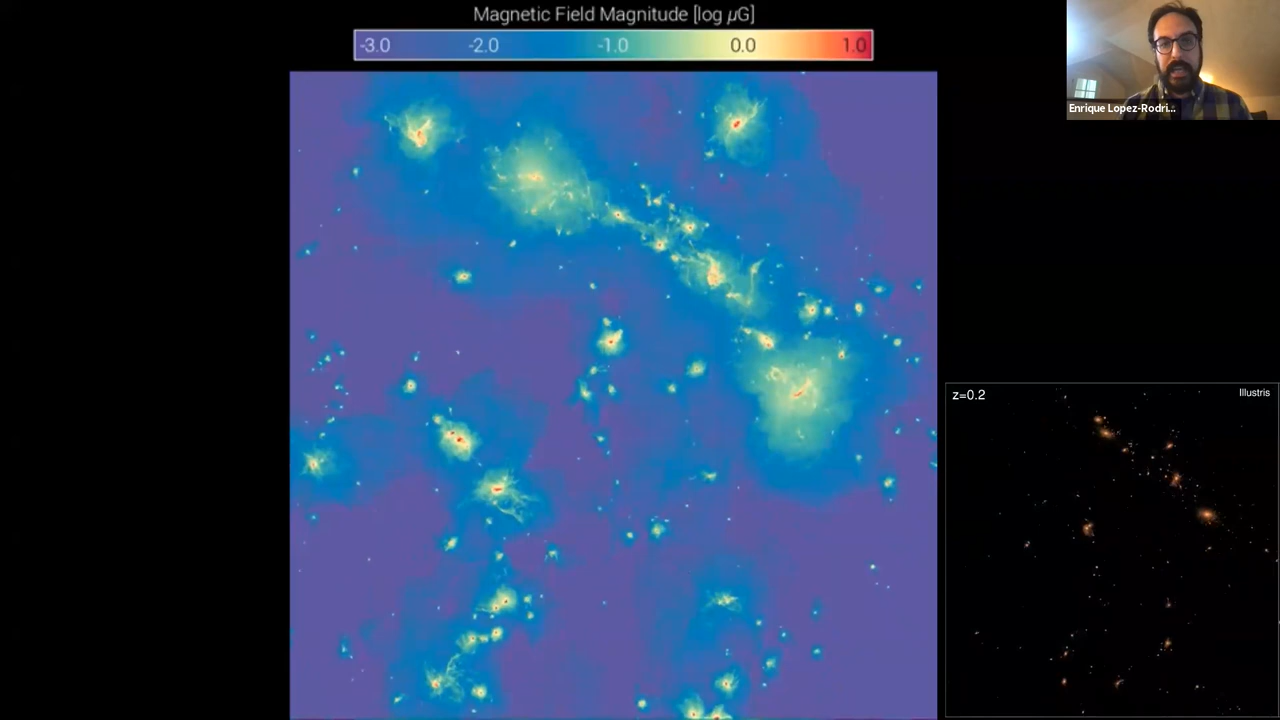 Magnetic Field Magnitude [log µG]
-3.0 -2.0 -1.0 0.0 1.0
Enrique Lopez-Rodri...
z=0.2 Illustris